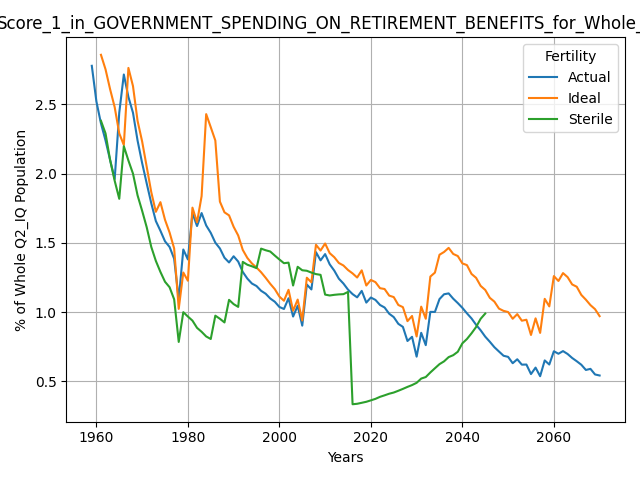 Score_1_in_GOVERNMENT_SPENDING_ON_RETIREMENT_BENEFITS_for_Whole_
Fertility
Actual
Ideal
Sterile
% of Whole Q2_IQ Population
2.5
2.0
1.5
1.0
0.5
1960 1980 2000 2020 2040 2060
Years